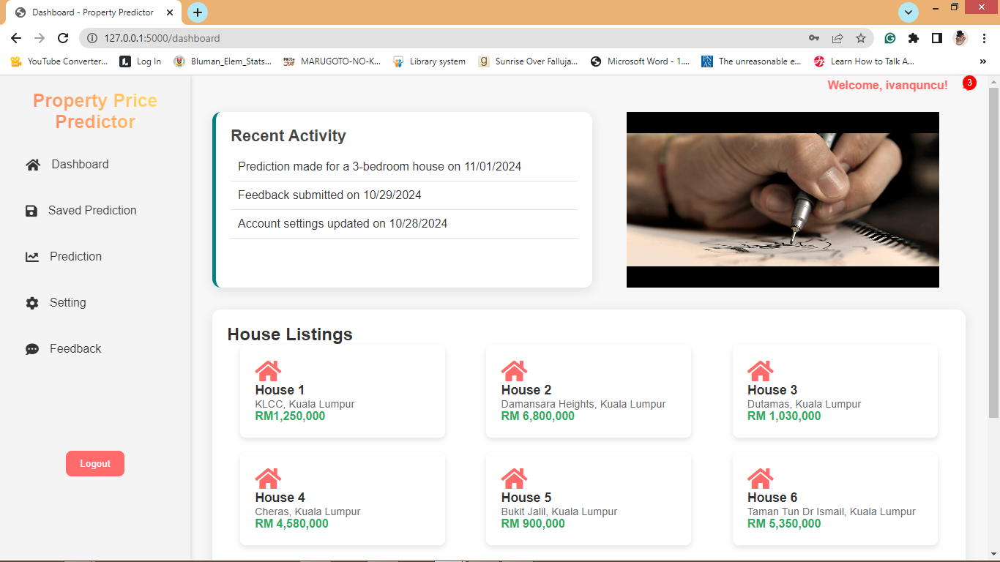 Dashboard - Property Predictor
127.0.0.1:5000/dashboard
YouTube Converter...
Log In
Bluman_Elem_Stats...
MARUGOTO-NO-K...
Library system
g
Sunrise Over Falluja...
Microsoft Word - 1....
PN
AS
The unreasonable e...
Learn How to Talk A...
»
Property Price
Predictor
Welcome, ivanquncu!
3
Dashboard
Saved Prediction
Prediction
Setting
Feedback
Logout
Recent Activity
Prediction made for a 3-bedroom house on 11/01/2024
Feedback submitted on 10/29/2024
Account settings updated on 10/28/2024
House Listings
House 1
KLCC, Kuala Lumpur
RM1,250,000
House 2
Damansara Heights, Kuala Lumpur
RM 6,800,000
House 3
Dutamas, Kuala Lumpur
RM 1,030,000
House 4
Cheras, Kuala Lumpur
RM 4,580,000
House 5
Bukit Jalil, Kuala Lumpur
RM 900,000
House 6
Taman Tun Dr Ismail, Kuala Lumpur
RM 5,350,000